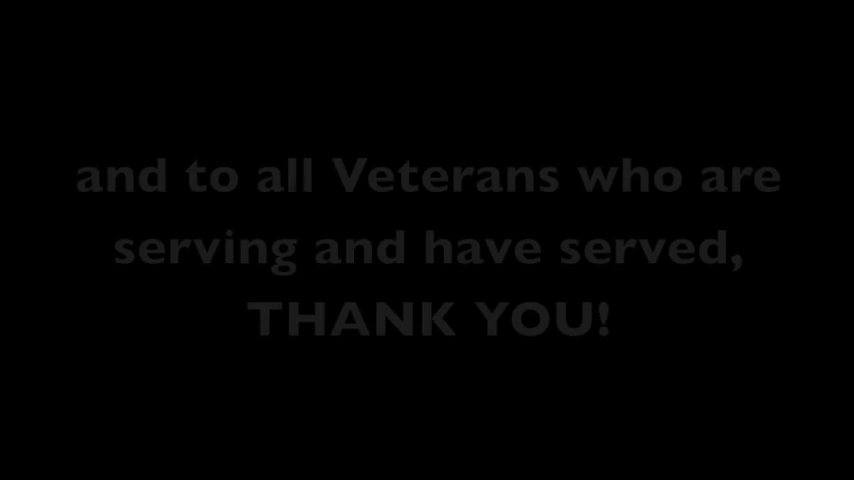 and to all Veterans who are
serving and have served,
THANK YOU!